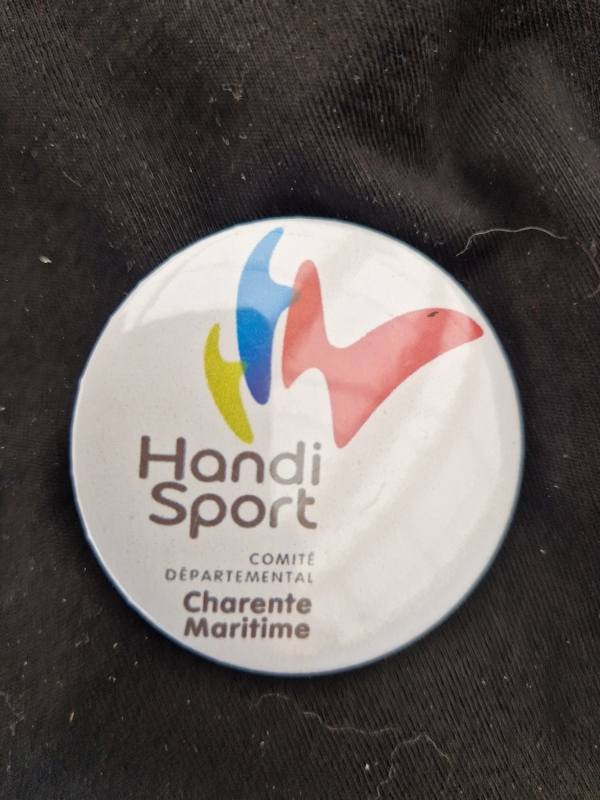 Handi
Sport
COMITÉ
DÉPARTEMENTAL
Charente
Maritime